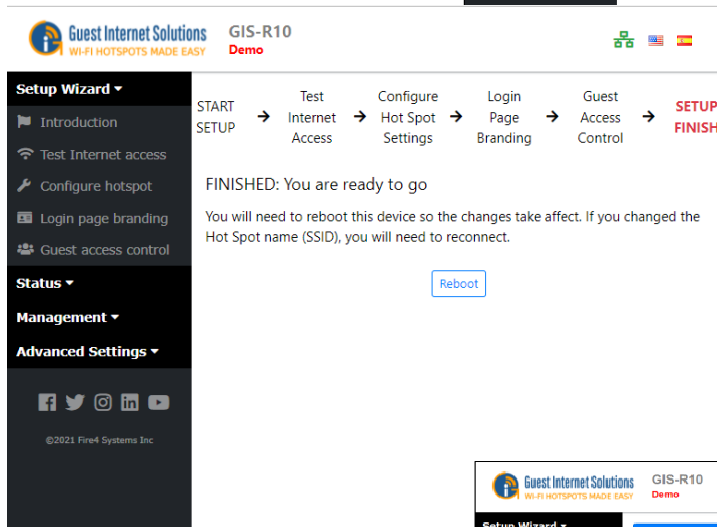 Guest Internet Solutions
WI-FI HOTSPOTS MADE EASY
GIS-R10
Demo
Setup Wizard
Introduction
Test Internet access
Configure hotspot
Login page branding
Guest access control
Status
Management
Advanced Settings
©2021 Fire4 Systems Inc
START
SETUP
Test
Internet
Access
Configure
Hot Spot
Settings
Login
Page
Branding
Guest
Access
Control
SETUP
FINISH
FINISHED: You are ready to go
You will need to reboot this device so the changes take affect. If you changed the
Hot Spot name (SSID), you will need to reconnect.
Reboot
Guest Internet Solutions
WI-FI HOTSPOTS MADE EASY
GIS-R10
Demo
Setup Wizard